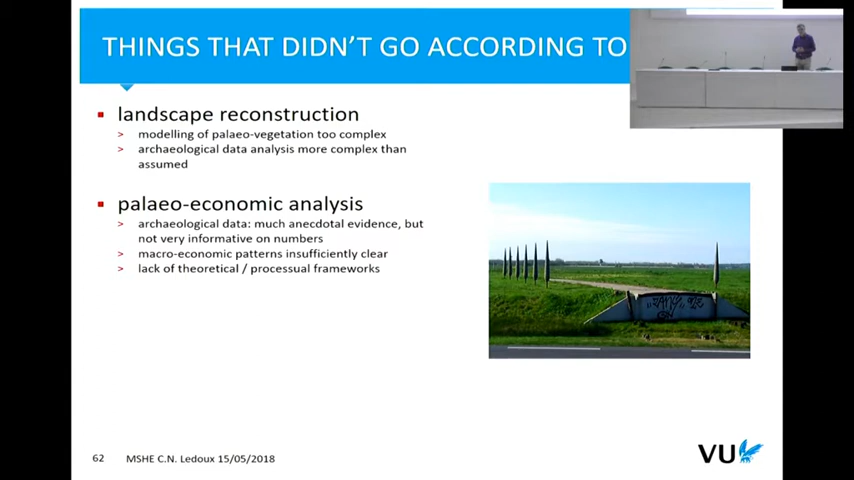 THINGS THAT DIDN'T GO ACCORDING TO
landscape reconstruction
modelling of palaeo-vegetation too complex
archaeological data analysis more complex than
assumed
palaeo-economic analysis
archaeological data: much anecdotal evidence, but
not very informative on numbers
macro-economic patterns insufficiently clear
lack of theoretical / processual frameworks
62 MSHE C.N. Ledoux 15/05/2018
VU